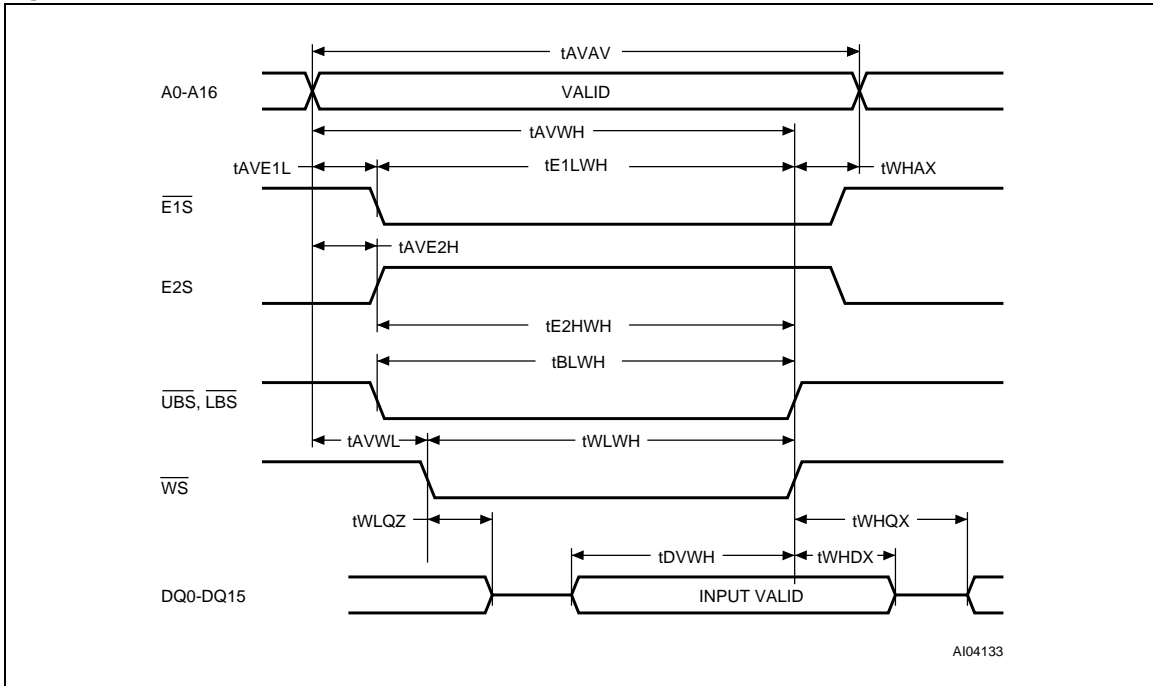 tAVAV
A0-A16
VALID
tAVWH
tAVE1L
tE1LWH
tWHAX
E1S
tAVE2H
E2S
tE2HWH
tBLWH
UBS, LBS
tAVWL
tWLWH
WS
tWLQZ
tWHQX
tDVWH
tWHDX
DQ0-DQ15
INPUT VALID
AI04133